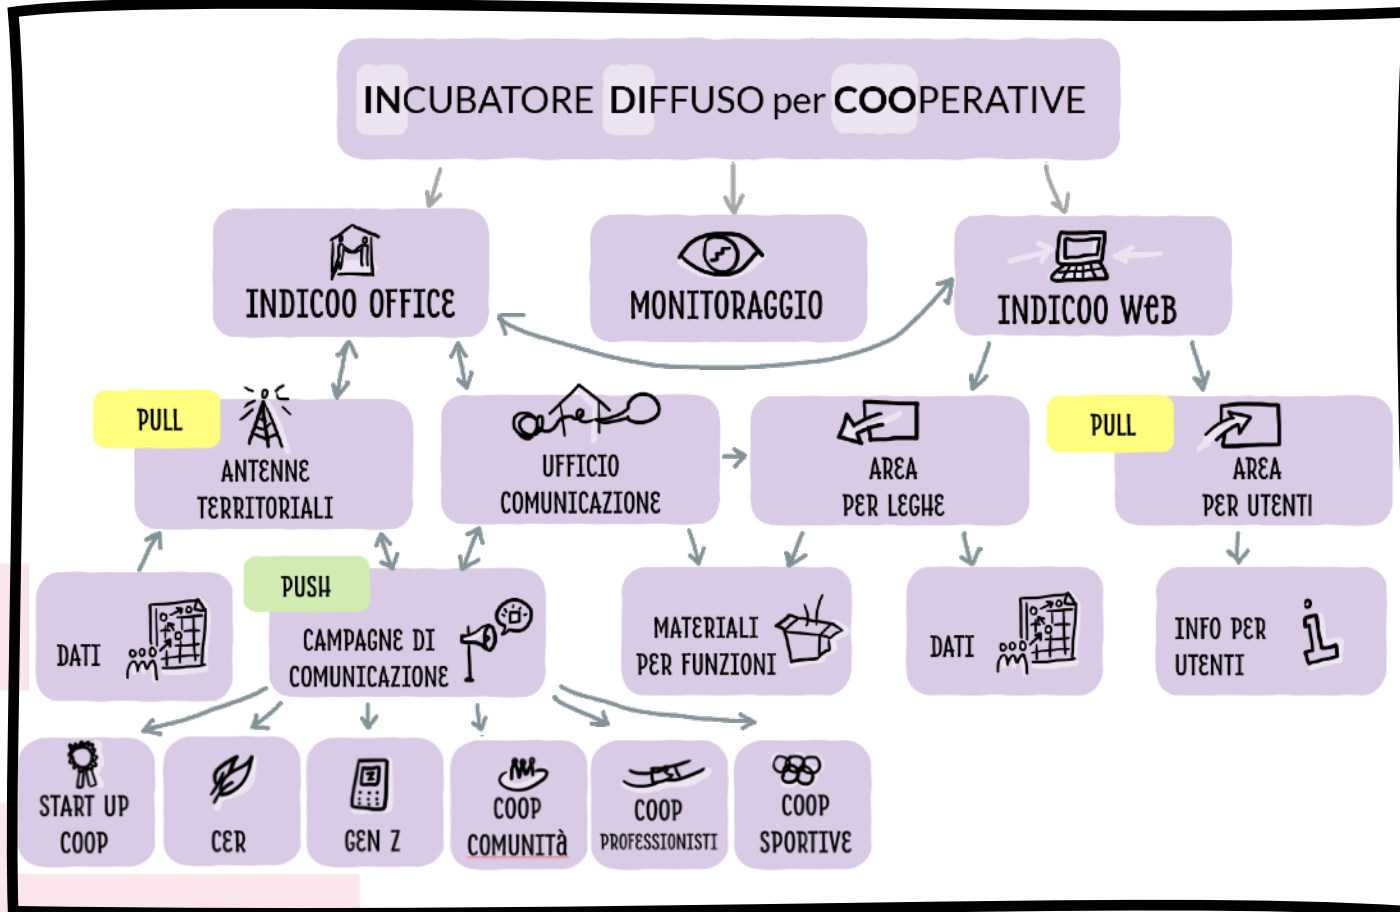 INCUBATORE DIFFUSO per COOPERATIVE
INDICOO OFFICE
MONITORAGGIO
INDICOO WEB
PULL
ANTENNE
TERRITORIALI
UFFICIO
COMUNICAZIONE
AREA
PER LEGHE
PULL
AREA
PER UTENTI
DATI
PUSH
CAMPAGNE DI
COMUNICAZIONE
MATERIALI
PER FUNZIONI
DATI
INFO PER
UTENTI
i
START UP
COOP
CER
Z
GEN Z
COOP
COMUNITà
COOP
PROFESSIONISTI
COOP
SPORTIVE